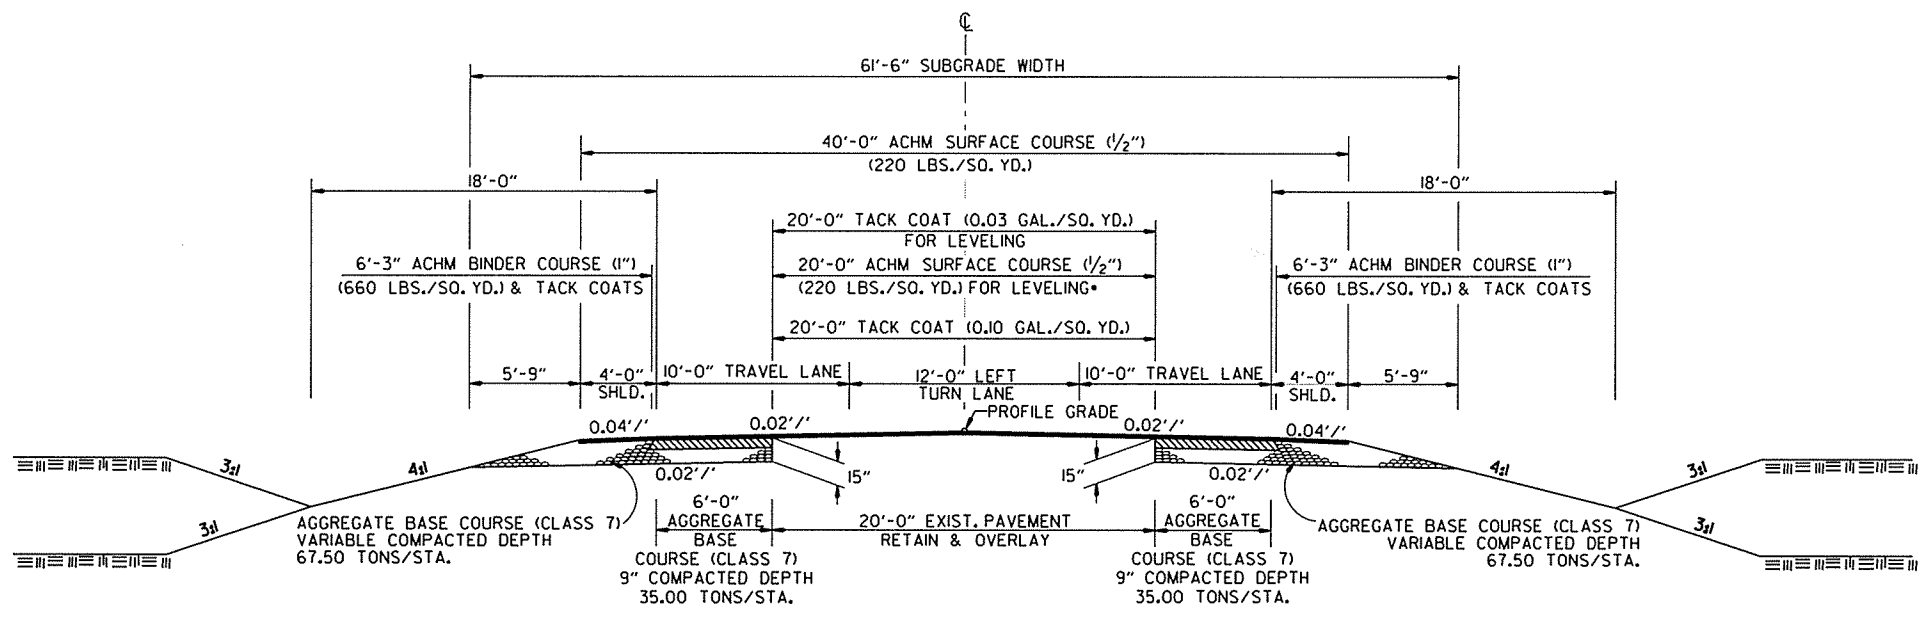 ℄
61'-6" SUBGRADE WIDTH
40'-0" ACHM SURFACE COURSE (1/2")
(220 LBS./SQ. YD.)
18'-0"
18'-0"
20'-0" TACK COAT (0.03 GAL./SQ. YD.)
FOR LEVELING
6'-3" ACHM BINDER COURSE (1")
(660 LBS./SQ. YD.) & TACK COATS
20'-0" ACHM SURFACE COURSE (1/2")
(220 LBS./SQ. YD.) FOR LEVELING•
6'-3" ACHM BINDER COURSE (1")
(660 LBS./SQ. YD.) & TACK COATS
20'-0" TACK COAT (0.10 GAL./SQ. YD.)
5'-9"
4'-0"
SHLD.
10'-0" TRAVEL LANE
12'-0" LEFT
TURN LANE
10'-0" TRAVEL LANE
4'-0"
SHLD.
5'-9"
PROFILE GRADE
0.04'/'
0.02'/'
0.02'/'
0.04'/'
3:1
4:1
0.02'/'
15"
15"
0.02'/'
4:1
3:1
3:1
3:1
AGGREGATE BASE COURSE (CLASS 7)
VARIABLE COMPACTED DEPTH
67.50 TONS/STA.
6'-0"
AGGREGATE
BASE
COURSE (CLASS 7)
9" COMPACTED DEPTH
35.00 TONS/STA.
20'-0" EXIST. PAVEMENT
RETAIN & OVERLAY
6'-0"
AGGREGATE
BASE
COURSE (CLASS 7)
9" COMPACTED DEPTH
35.00 TONS/STA.
AGGREGATE BASE COURSE (CLASS 7)
VARIABLE COMPACTED DEPTH
67.50 TONS/STA.